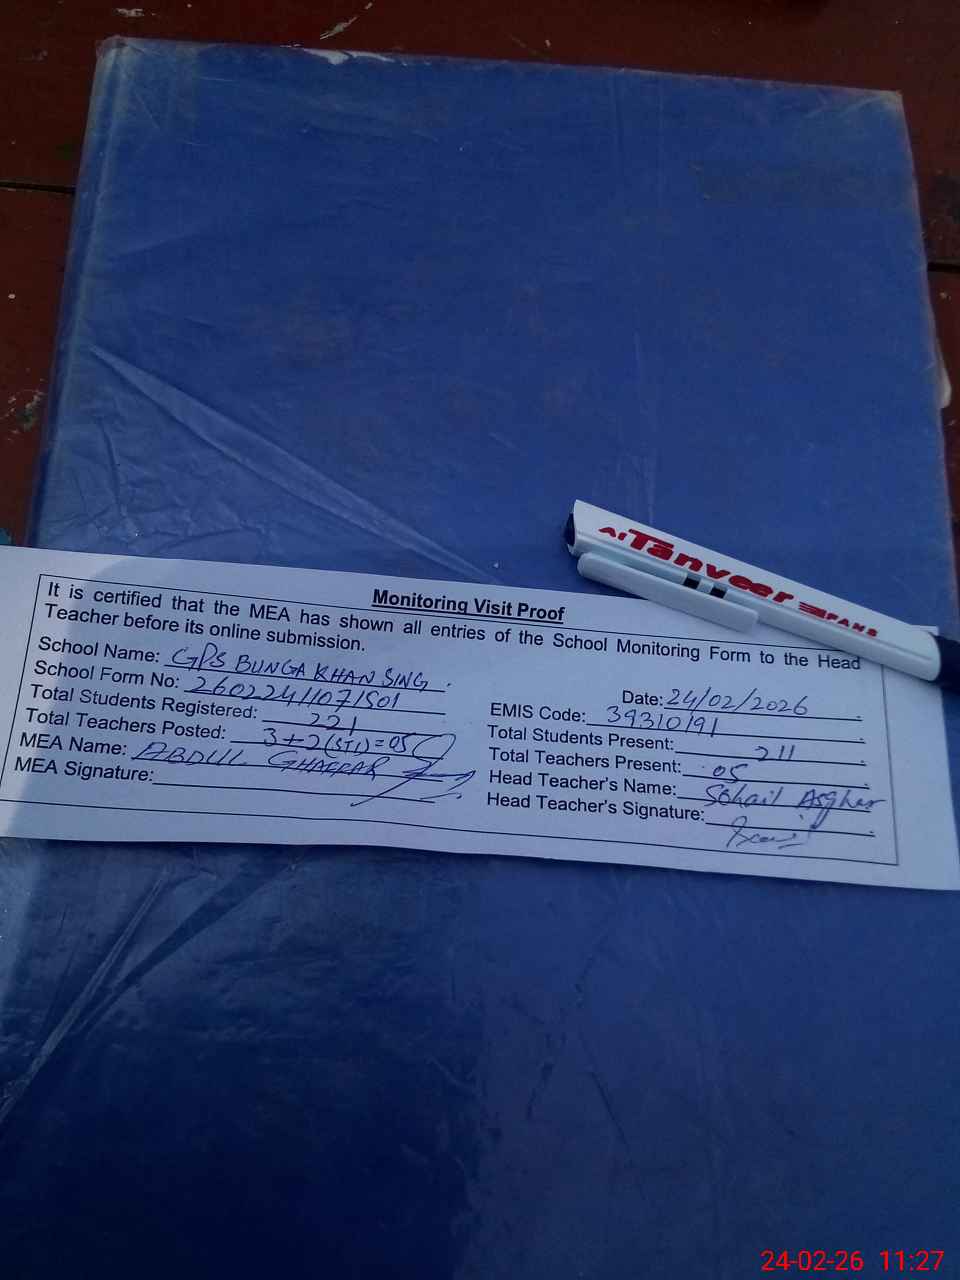 Al Tanveer FANS
Monitoring Visit Proof
It is certified that the MEA has shown all entries of the School Monitoring Form to the Head
Teacher before its online submission.
School Name: GPS BUNGA KHAN SING.
Date: 24/02/2026
School Form No: 26022411071501
EMIS Code: 39310191
Total Students Registered: 221
Total Students Present: 211
Total Teachers Posted: 3+2(STI)=05
Total Teachers Present: 05
MEA Name: ABDUL GHAFFAR
Head Teacher's Name: Sohail Asghar
MEA Signature:
Head Teacher's Signature:
24-02-26 11:27